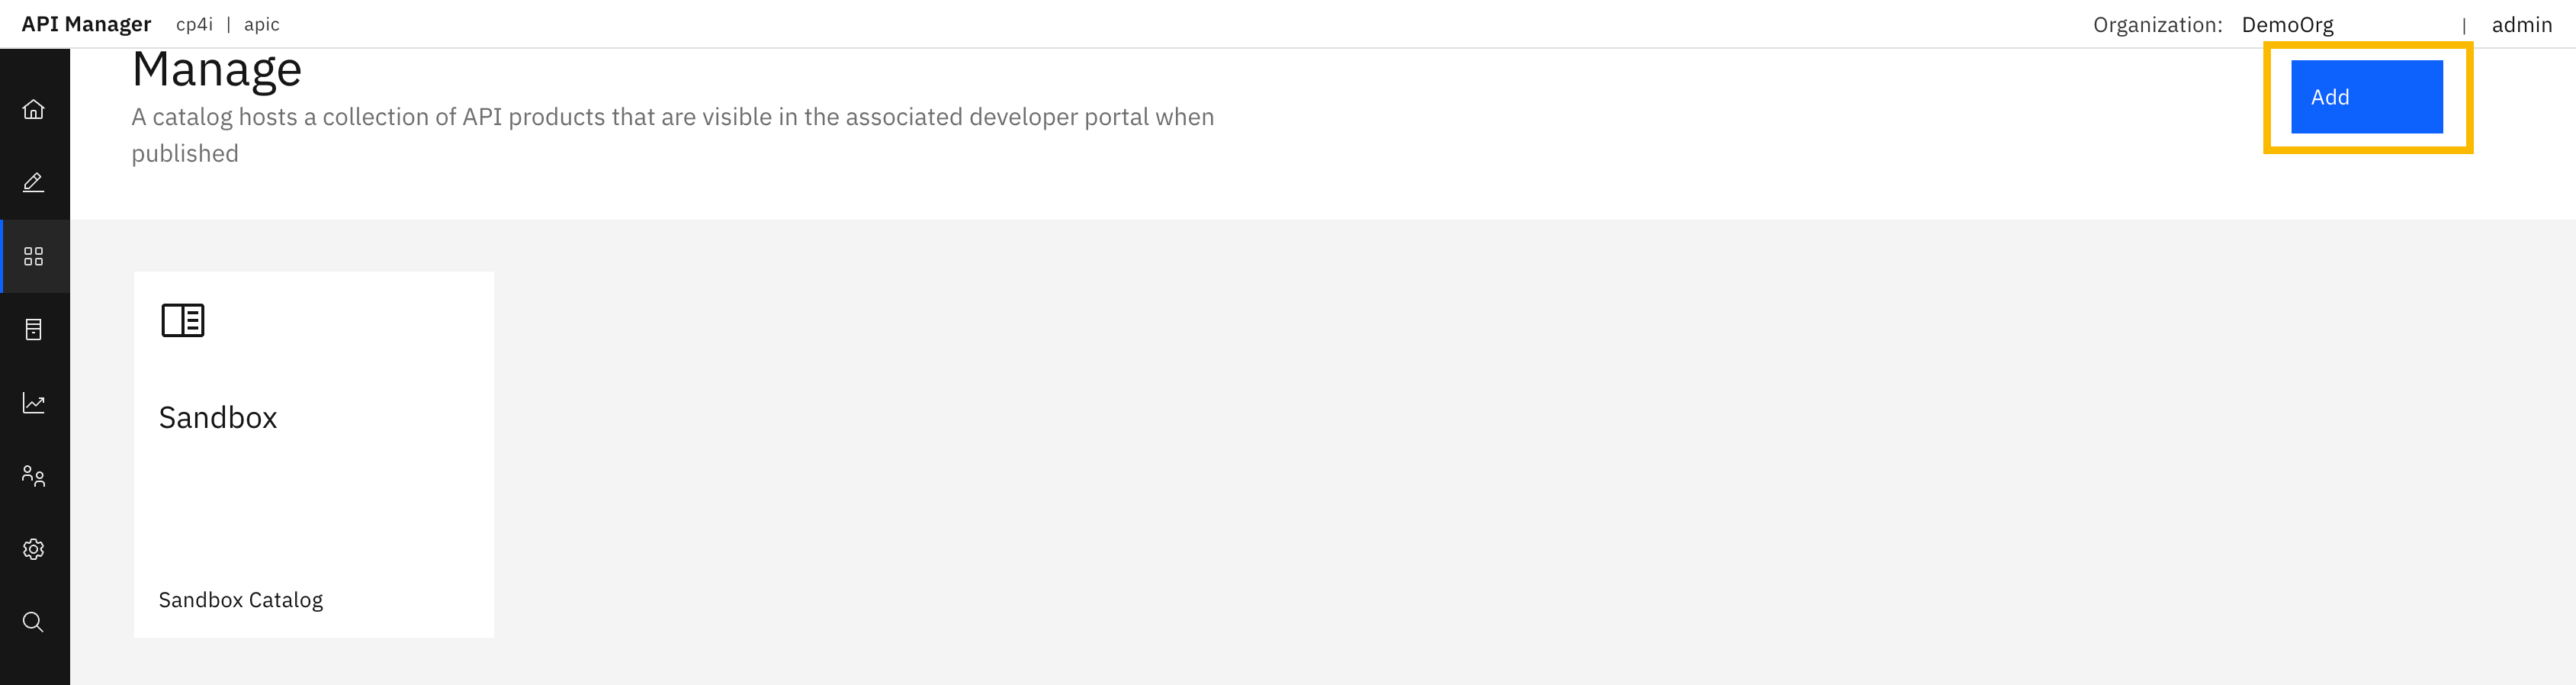 API Manager cp4i | apic Organization: DemoOrg | admin
Manage
A catalog hosts a collection of API products that are visible in the associated developer portal when
published
Add
Sandbox
Sandbox Catalog